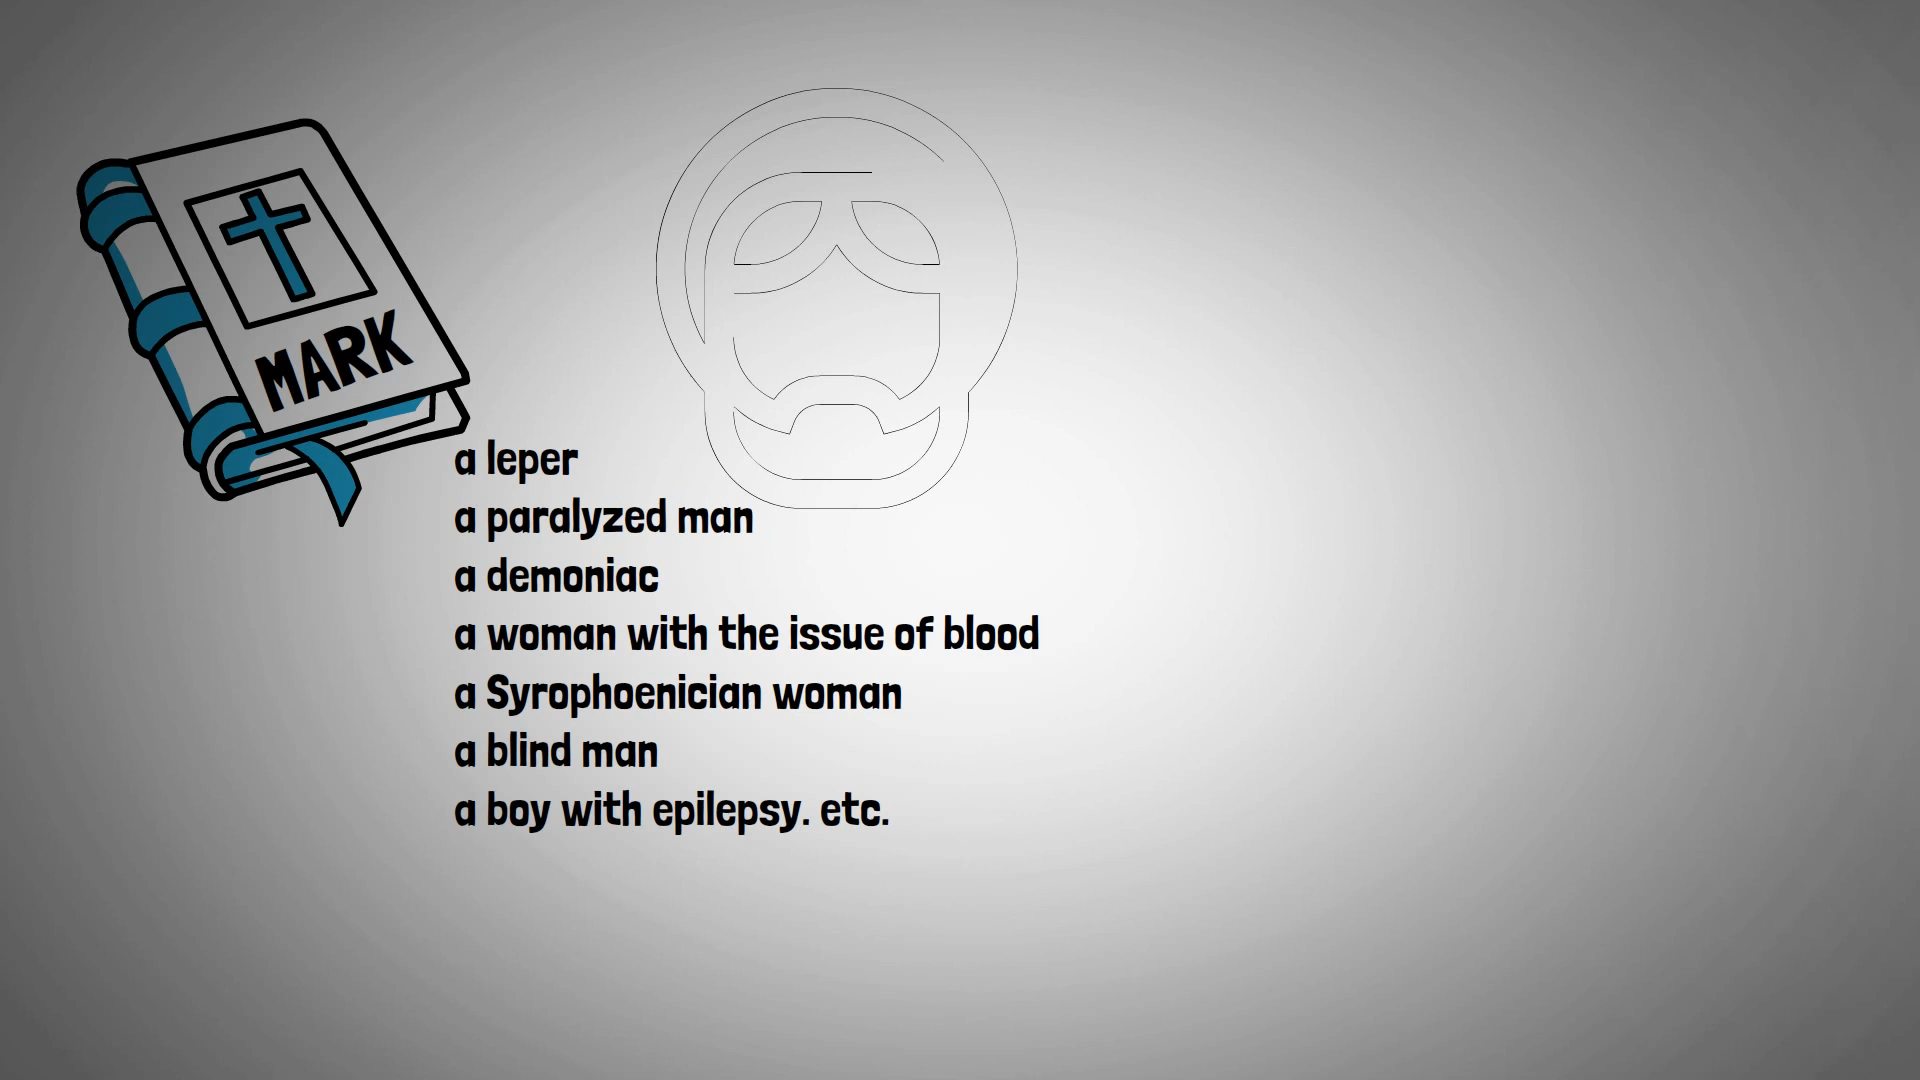 MARK
a leper
a paralyzed man
a demoniac
a woman with the issue of blood
a Syrophoenician woman
a blind man
a boy with epilepsy. etc.